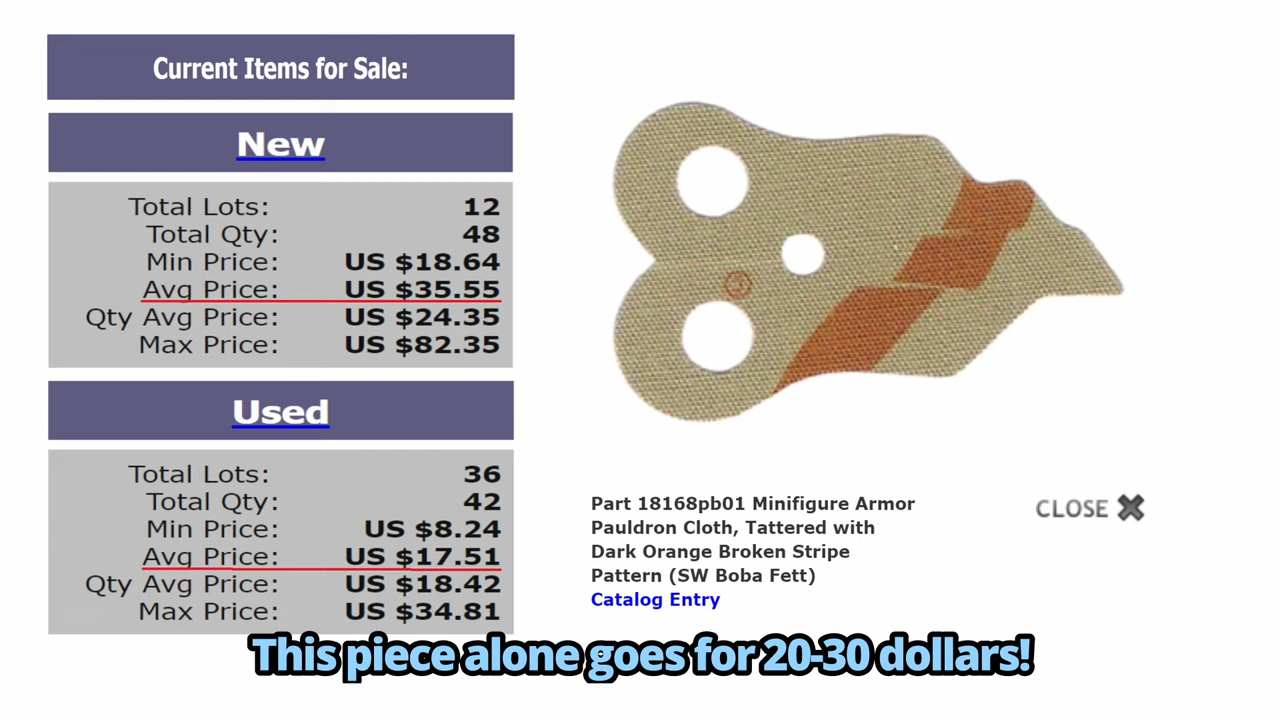 Current Items for Sale:
New
Total Lots: 12
Total Qty: 48
Min Price: US $18.64
Avg Price: US $35.55
Qty Avg Price: US $24.35
Max Price: US $82.35
Used
Total Lots: 36
Total Qty: 42
Min Price: US $8.24
Avg Price: US $17.51
Qty Avg Price: US $18.42
Max Price: US $34.81
Part 18168pb01 Minifigure Armor
Pauldron Cloth, Tattered with
Dark Orange Broken Stripe
Pattern (SW Boba Fett)
Catalog Entry
CLOSE
This piece alone goes for 20-30 dollars!